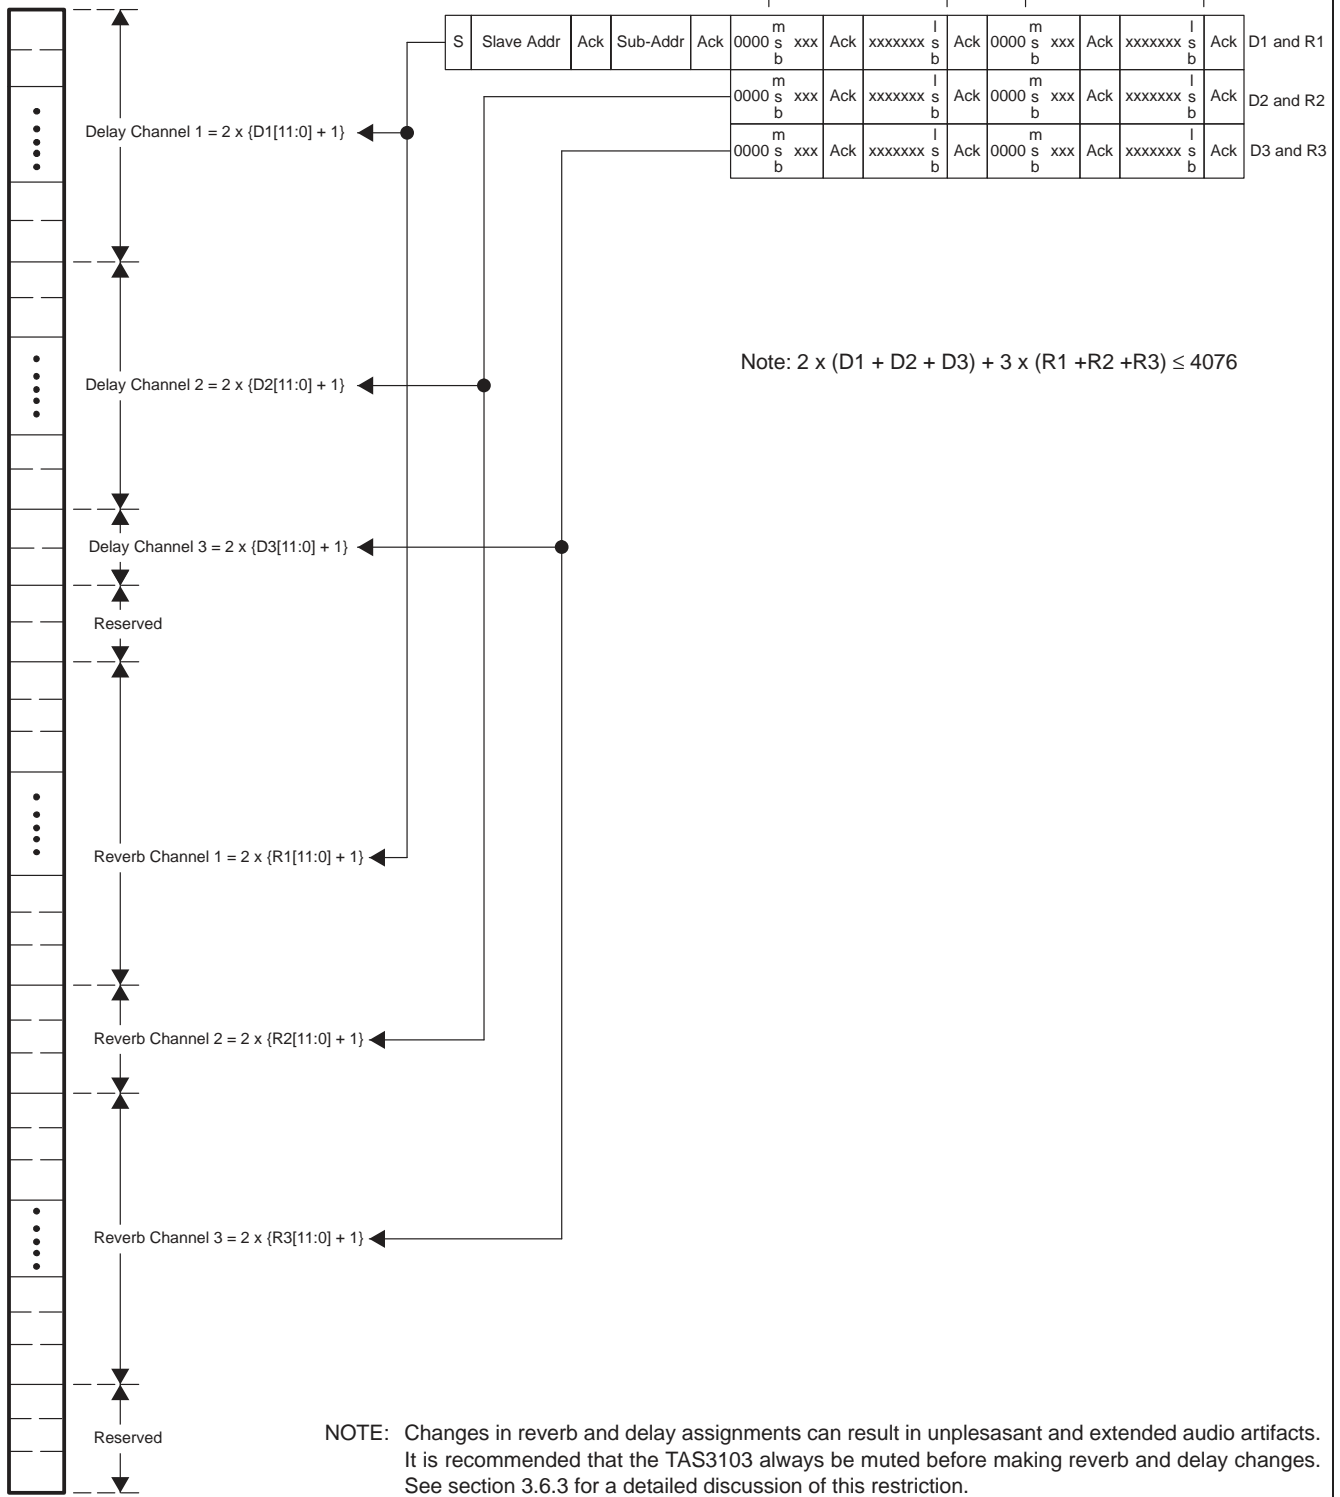 S Slave Addr Ack Sub-Addr Ack 0000 msb xxx Ack xxxxxxx lsb Ack 0000 msb xxx Ack xxxxxxx lsb Ack D1 and R1
0000 msb xxx Ack xxxxxxx lsb Ack 0000 msb xxx Ack xxxxxxx lsb Ack D2 and R2
0000 msb xxx Ack xxxxxxx lsb Ack 0000 msb xxx Ack xxxxxxx lsb Ack D3 and R3
Delay Channel 1 = 2 x {D1[11:0] + 1}
Note: 2 x (D1 + D2 + D3) + 3 x (R1 +R2 +R3) ≤ 4076
Delay Channel 2 = 2 x {D2[11:0] + 1}
Delay Channel 3 = 2 x {D3[11:0] + 1}
Reserved
Reverb Channel 1 = 2 x {R1[11:0] + 1}
Reverb Channel 2 = 2 x {R2[11:0] + 1}
Reverb Channel 3 = 2 x {R3[11:0] + 1}
Reserved
NOTE: Changes in reverb and delay assignments can result in unplesasant and extended audio artifacts.
It is recommended that the TAS3103 always be muted before making reverb and delay changes.
See section 3.6.3 for a detailed discussion of this restriction.